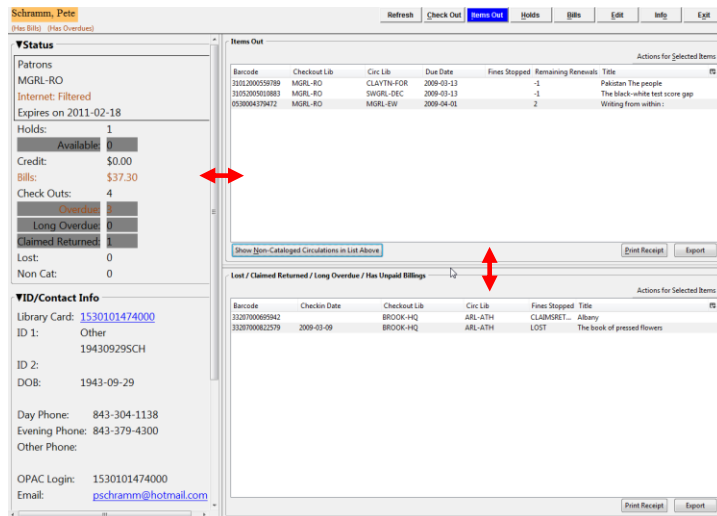 Schramm, Pete
(Has Bills) (Has Overdues)
Refresh Check Out Items Out Holds Bills Edit Info Exit
▼Status
Patrons
MGRL-RO
Internet: Filtered
Expires on 2011-02-18
Holds: 1
Available: 0
Credit: $0.00
Bills: $37.30
Check Outs: 4
Overdue: 3
Long Overdue: 0
Claimed Returned: 1
Lost: 0
Non Cat: 0
▼ID/Contact Info
Library Card: 1530101474000
ID 1: Other
19430929SCH
ID 2:
DOB: 1943-09-29
Day Phone: 843-304-1138
Evening Phone: 843-379-4300
Other Phone:
OPAC Login: 1530101474000
Email: pschramm@hotmail.com
Items Out
Actions for Selected Items
Barcode Checkout Lib Circ Lib Due Date Fines Stopped Remaining Renewals Title
31012000559789 MGRL-RO CLAYTN-FOR 2009-03-13 -1 Pakistan The people
31052005010883 MGRL-RO SWGRL-DEC 2009-03-13 -1 The black-white test score gap
0530004379472 MGRL-RO MGRL-EW 2009-04-01 2 Writing from within :
Show Non-Cataloged Circulations in List Above Print Receipt Export
Lost / Claimed Returned / Long Overdue / Has Unpaid Billings
Actions for Selected Items
Barcode Checkin Date Checkout Lib Circ Lib Fines Stopped Title
33207000695942 BROOK-HQ ARL-ATH CLAIMSRET... Albany
33207000822579 2009-03-09 BROOK-HQ ARL-ATH LOST The book of pressed flowers
Print Receipt Export